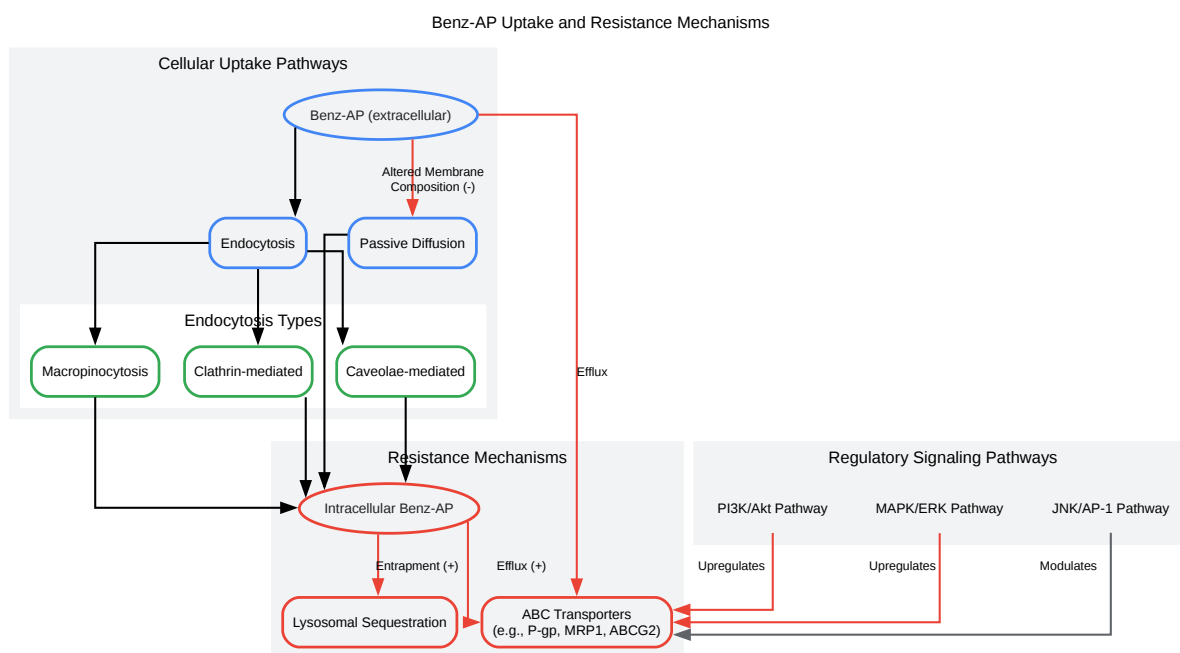 Benz-AP Uptake and Resistance Mechanisms
Cellular Uptake Pathways
Benz-AP (extracellular)
Altered Membrane
Composition (-)
Endocytosis
Passive Diffusion
Endocytosis Types
Macropinocytosis
Clathrin-mediated
Caveolae-mediated
Efflux
Resistance Mechanisms
Regulatory Signaling Pathways
Intracellular Benz-AP
PI3K/Akt Pathway
MAPK/ERK Pathway
JNK/AP-1 Pathway
Entrapment (+)
Efflux (+)
Upregulates
Upregulates
Modulates
Lysosomal Sequestration
ABC Transporters
(e.g., P-gp, MRP1, ABCG2)